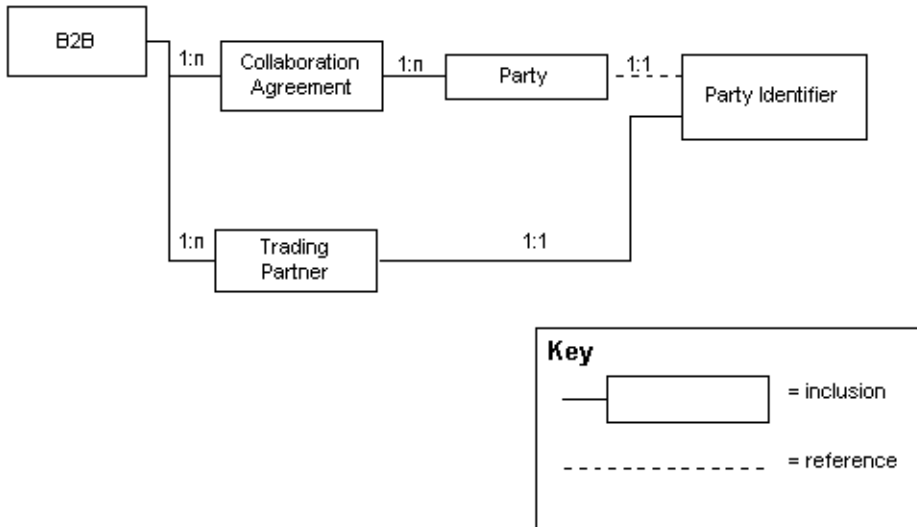 B2B
1:n
Collaboration
Agreement
1:n
Party
1:1
Party Identifier
1:n
Trading
Partner
1:1
Key
= inclusion
= reference